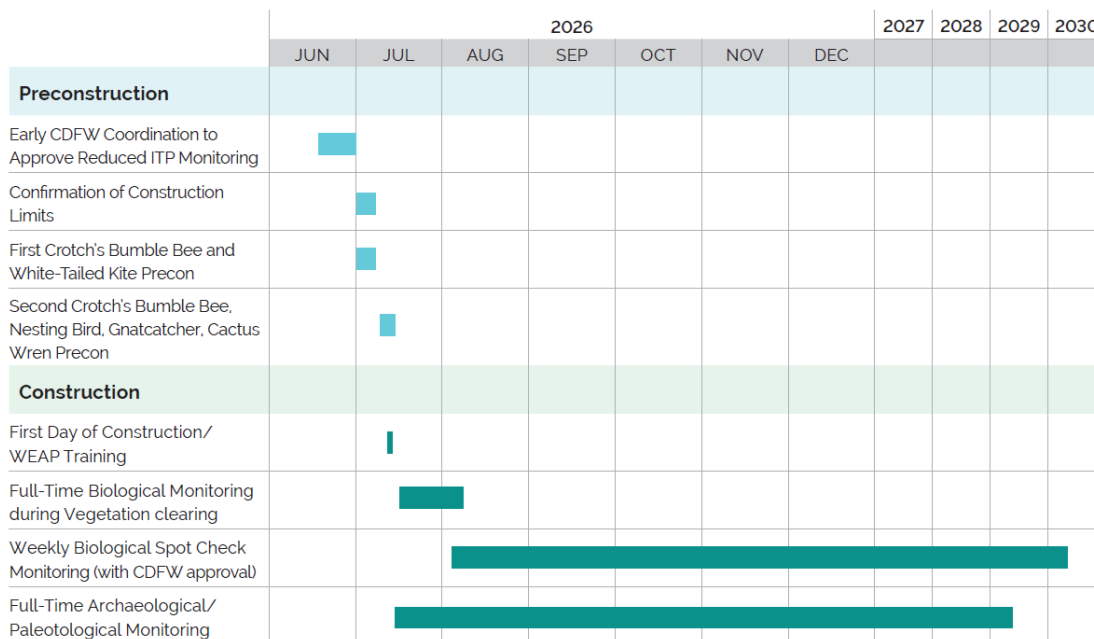 2026
2027
2028
2029
2030
JUN
JUL
AUG
SEP
OCT
NOV
DEC
Preconstruction
Early CDFW Coordination to
Approve Reduced ITP Monitoring
Confirmation of Construction
Limits
First Crotch's Bumble Bee and
White-Tailed Kite Precon
Second Crotch's Bumble Bee,
Nesting Bird, Gnatcatcher, Cactus
Wren Precon
Construction
First Day of Construction/
WEAP Training
Full-Time Biological Monitoring
during Vegetation clearing
Weekly Biological Spot Check
Monitoring (with CDFW approval)
Full-Time Archaeological/
Paleotological Monitoring